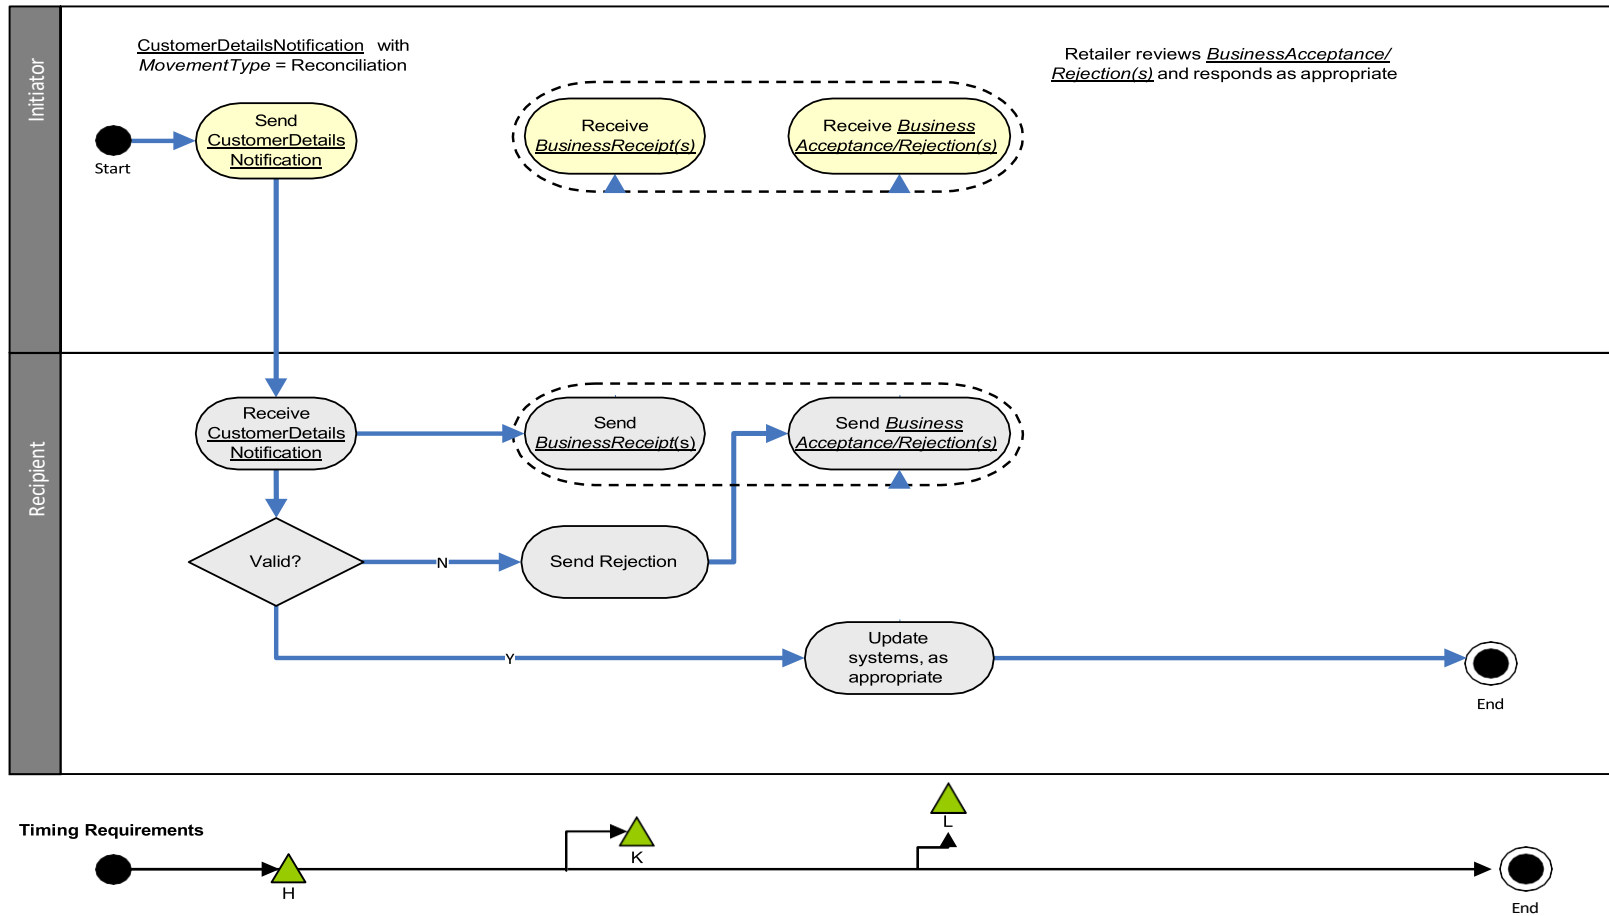 Initiator
CustomerDetailsNotification with
MovementType = Reconciliation
Retailer reviews BusinessAcceptance/
Rejection(s) and responds as appropriate
Start
Send
CustomerDetails
Notification
Receive
BusinessReceipt(s)
Receive Business
Acceptance/Rejection(s)
Recipient
Receive
CustomerDetails
Notification
Send
BusinessReceipt(s)
Send Business
Acceptance/Rejection(s)
Valid?
N
Send Rejection
Y
Update
systems, as
appropriate
End
Timing Requirements
H
K
L
End